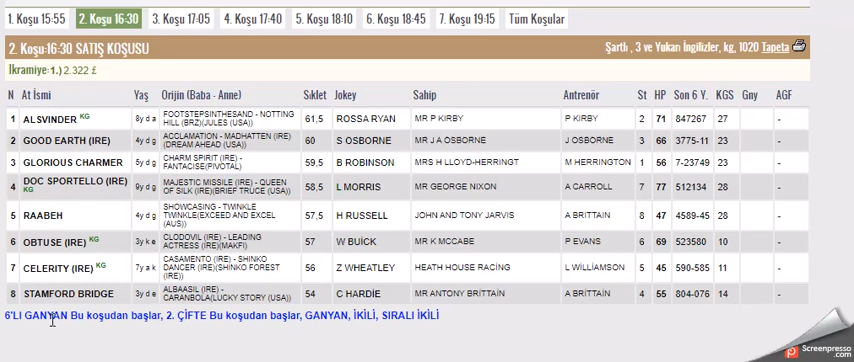 1. Koşu 15:55 2. Koşu 16:30 3. Koşu 17:05 4. Koşu 17:40 5. Koşu 18:10 6. Koşu 18:45 7. Koşu 19:15 Tüm Koşular
2. Koşu:16:30 SATIŞ KOŞUSU Şartlı , 3 ve Yukarı İngilizler, kg, 1020 Tapeta
İkramiye:1.) 2.322 £
N At İsmi Yaş Orijin (Baba - Anne) Sıklet Jokey Sahip Antrenör St HP Son 6 Y. KGS Gny AGF
1 ALSVINDER KG 8y d a FOOTSTEPSINTHESAND - NOTTING HILL (BRZ)(JULES (USA)) 61,5 ROSSA RYAN MR P KIRBY P KIRBY 2 71 847267 27 -
2 GOOD EARTH (IRE) 4y d g ACCLAMATION - MADHATTEN (IRE)(DREAM AHEAD (USA)) 60 S OSBORNE MR J A OSBORNE J OSBORNE 3 66 3775-11 23 -
3 GLORIOUS CHARMER 5y d g CHARM SPIRIT (IRE) - FANTACISE(PIVOTAL) 59,5 B ROBINSON MRS H LLOYD-HERRINGT M HERRINGTON 1 56 7-23749 23 -
4 DOC SPORTELLO (IRE) KG 9y d g MAJESTIC MISSILE (IRE) - QUEEN OF SILK (IRE)(BRIEF TRUCE (USA)) 58,5 L MORRIS MR GEORGE NIXON A CARROLL 7 77 512134 28 -
5 RAABEH 4y d g SHOWCASING - TWINKLE TWINKLE(EXCEED AND EXCEL (AUS)) 57,5 H RUSSELL JOHN AND TONY JARVIS A BRITTAIN 8 47 4589-45 28 -
6 OBTUSE (IRE) KG 3y k e CLODOVIL (IRE) - LEADING ACTRESS (IRE)(MAKFI) 57 W BUİCK MR K MCCABE P EVANS 6 69 523580 10 -
7 CELERITY (IRE) KG 7y a k CASAMENTO (IRE) - SHINKO DANCER (IRE)(SHINKO FOREST (IRE)) 56 Z WHEATLEY HEATH HOUSE RACİNG L WİLLİAMSON 5 45 590-585 11 -
8 STAMFORD BRIDGE 3y d e ALBAASIL (IRE) - CARANBOLA(LUCKY STORY (USA)) 54 C HARDİE MR ANTONY BRİTTAİN A BRITTAIN 4 55 804-076 14 -
6'LI GANYAN Bu koşudan başlar, 2. ÇİFTE Bu koşudan başlar, GANYAN, İKİLİ, SIRALI İKİLİ
Screenpresso
.com